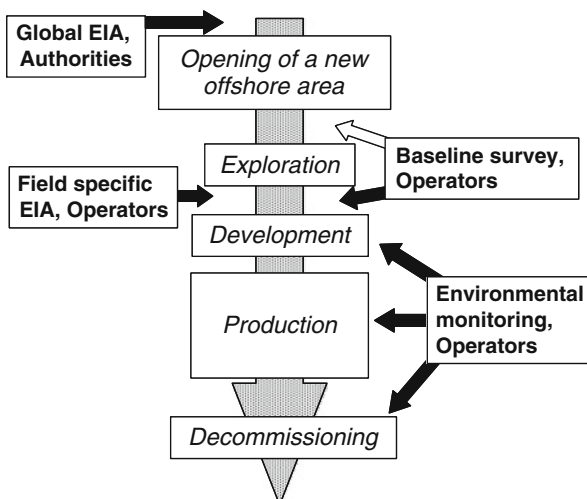 Global EIA,
Authorities
Opening of a new
offshore area
Exploration
Baseline survey,
Operators
Field specific
EIA, Operators
Development
Production
Environmental
monitoring,
Operators
Decommissioning